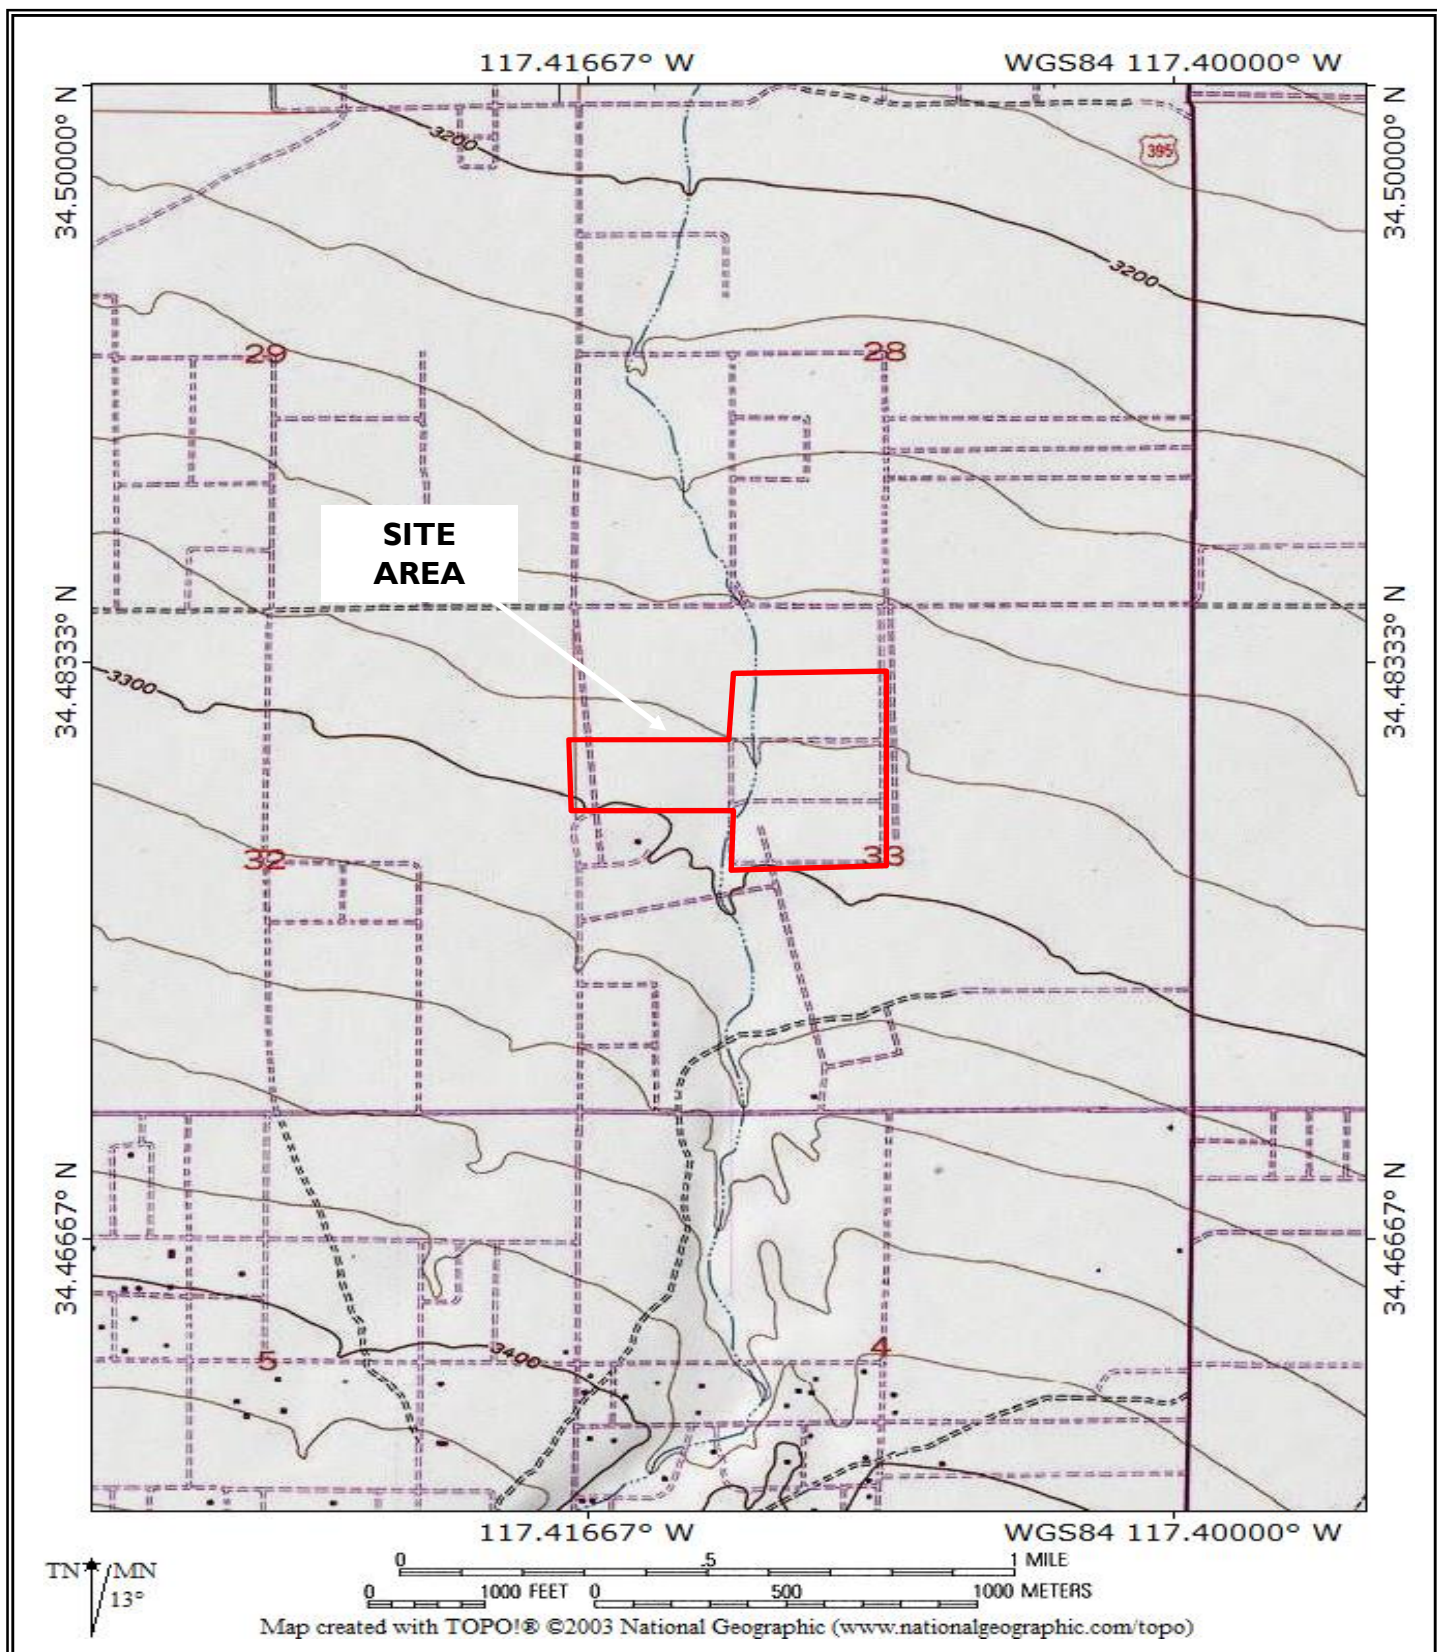 117.41667° W
WGS84 117.40000° W
34.50000° N
34.50000° N
3200
395
3200
29
28
SITE
AREA
34.48333° N
34.48333° N
3300
32
33
34.46667° N
34.46667° N
5
3400
4
117.41667° W
WGS84 117.40000° W
TN MN
13°
0 .5 1 MILE
0 1000 FEET 0 500 1000 METERS
Map created with TOPO!® ©2003 National Geographic (www.nationalgeographic.com/topo)